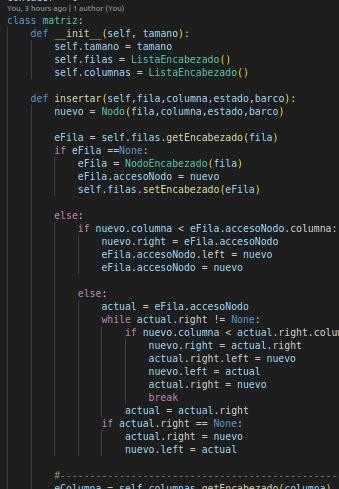 You, 3 hours ago | 1 author (You)
class matriz:
    def __init__(self, tamano):
        self.tamano = tamano
        self.filas = ListaEncabezado()
        self.columnas = ListaEncabezado()

    def insertar(self,fila,columna,estado,barco):
        nuevo = Nodo(fila,columna,estado,barco)

        eFila = self.filas.getEncabezado(fila)
        if eFila ==None:
            eFila = NodoEncabezado(fila)
            eFila.accesoNodo = nuevo
            self.filas.setEncabezado(eFila)

        else:
            if nuevo.columna < eFila.accesoNodo.columna:
                nuevo.right = eFila.accesoNodo
                eFila.accesoNodo.left = nuevo
                eFila.accesoNodo = nuevo

            else:
                actual = eFila.accesoNodo
                while actual.right != None:
                    if nuevo.columna < actual.right.colu
                        nuevo.right = actual.right
                        actual.right.left = nuevo
                        nuevo.left = actual
                        actual.right = nuevo
                        break
                    actual = actual.right
                if actual.right == None:
                    actual.right = nuevo
                    nuevo.left = actual

        #--------------------------------------------------
        eColumna = self.columnas.getEncabezado(columna)